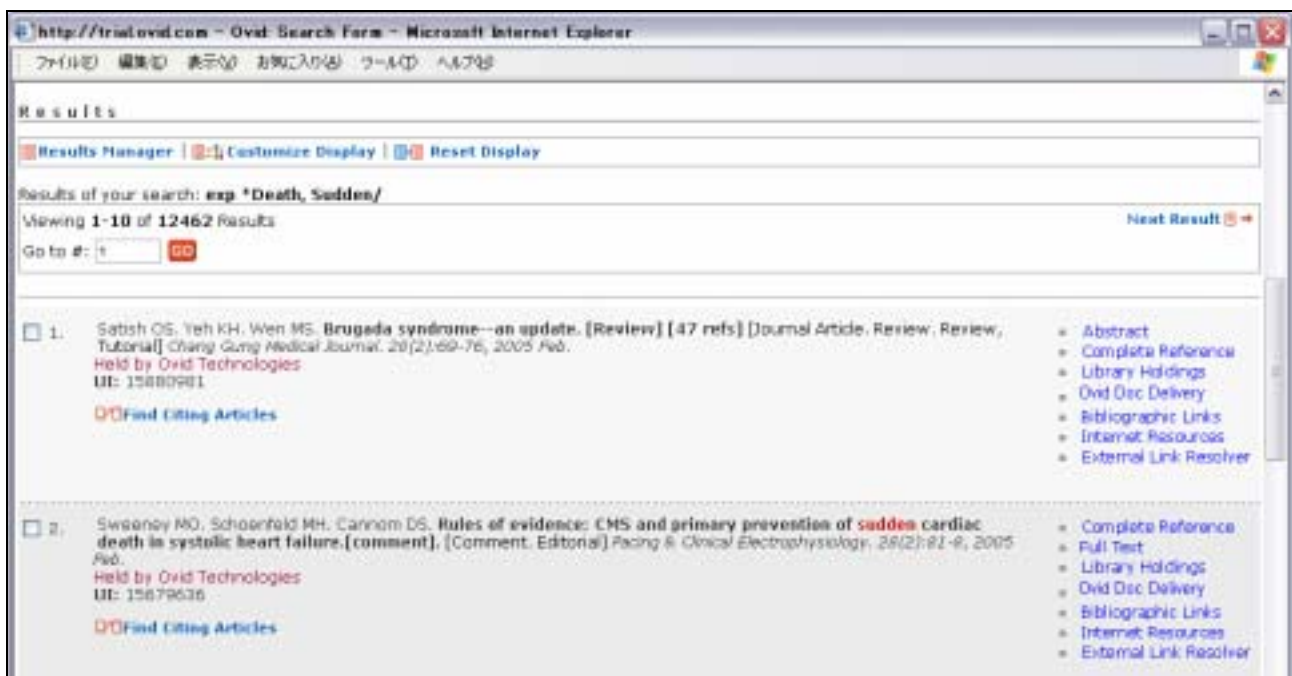 http://trial.ovid.com - Ovid: Search Form - Microsoft Internet Explorer
ファイル(F) 編集(E) 表示(V) お気に入り(A) ツール(T) ヘルプ(H)
Results
Results Manager | Customize Display | Reset Display
Results of your search: exp *Death, Sudden/
Viewing 1-10 of 12462 Results
Next Result
Go to #: 1 GO
1. Satish OS. Yeh KH. Wen MS. Brugada syndrome--an update. [Review] [47 refs] [Journal Article. Review. Review,
Tutorial] Chang Gung Medical Journal. 28(2):69-76, 2005 Feb.
Held by Ovid Technologies
UI: 15880981
Find Citing Articles
Abstract
Complete Reference
Library Holdings
Ovid Doc Delivery
Bibliographic Links
Internet Resources
External Link Resolver
2. Sweeney MO. Schoenfeld MH. Cannom DS. Rules of evidence: CMS and primary prevention of sudden cardiac
death in systolic heart failure.[comment]. [Comment. Editorial] Pacing & Clinical Electrophysiology. 28(2):81-8, 2005
Feb.
Held by Ovid Technologies
UI: 15679636
Find Citing Articles
Complete Reference
Full Text
Library Holdings
Ovid Doc Delivery
Bibliographic Links
Internet Resources
External Link Resolver